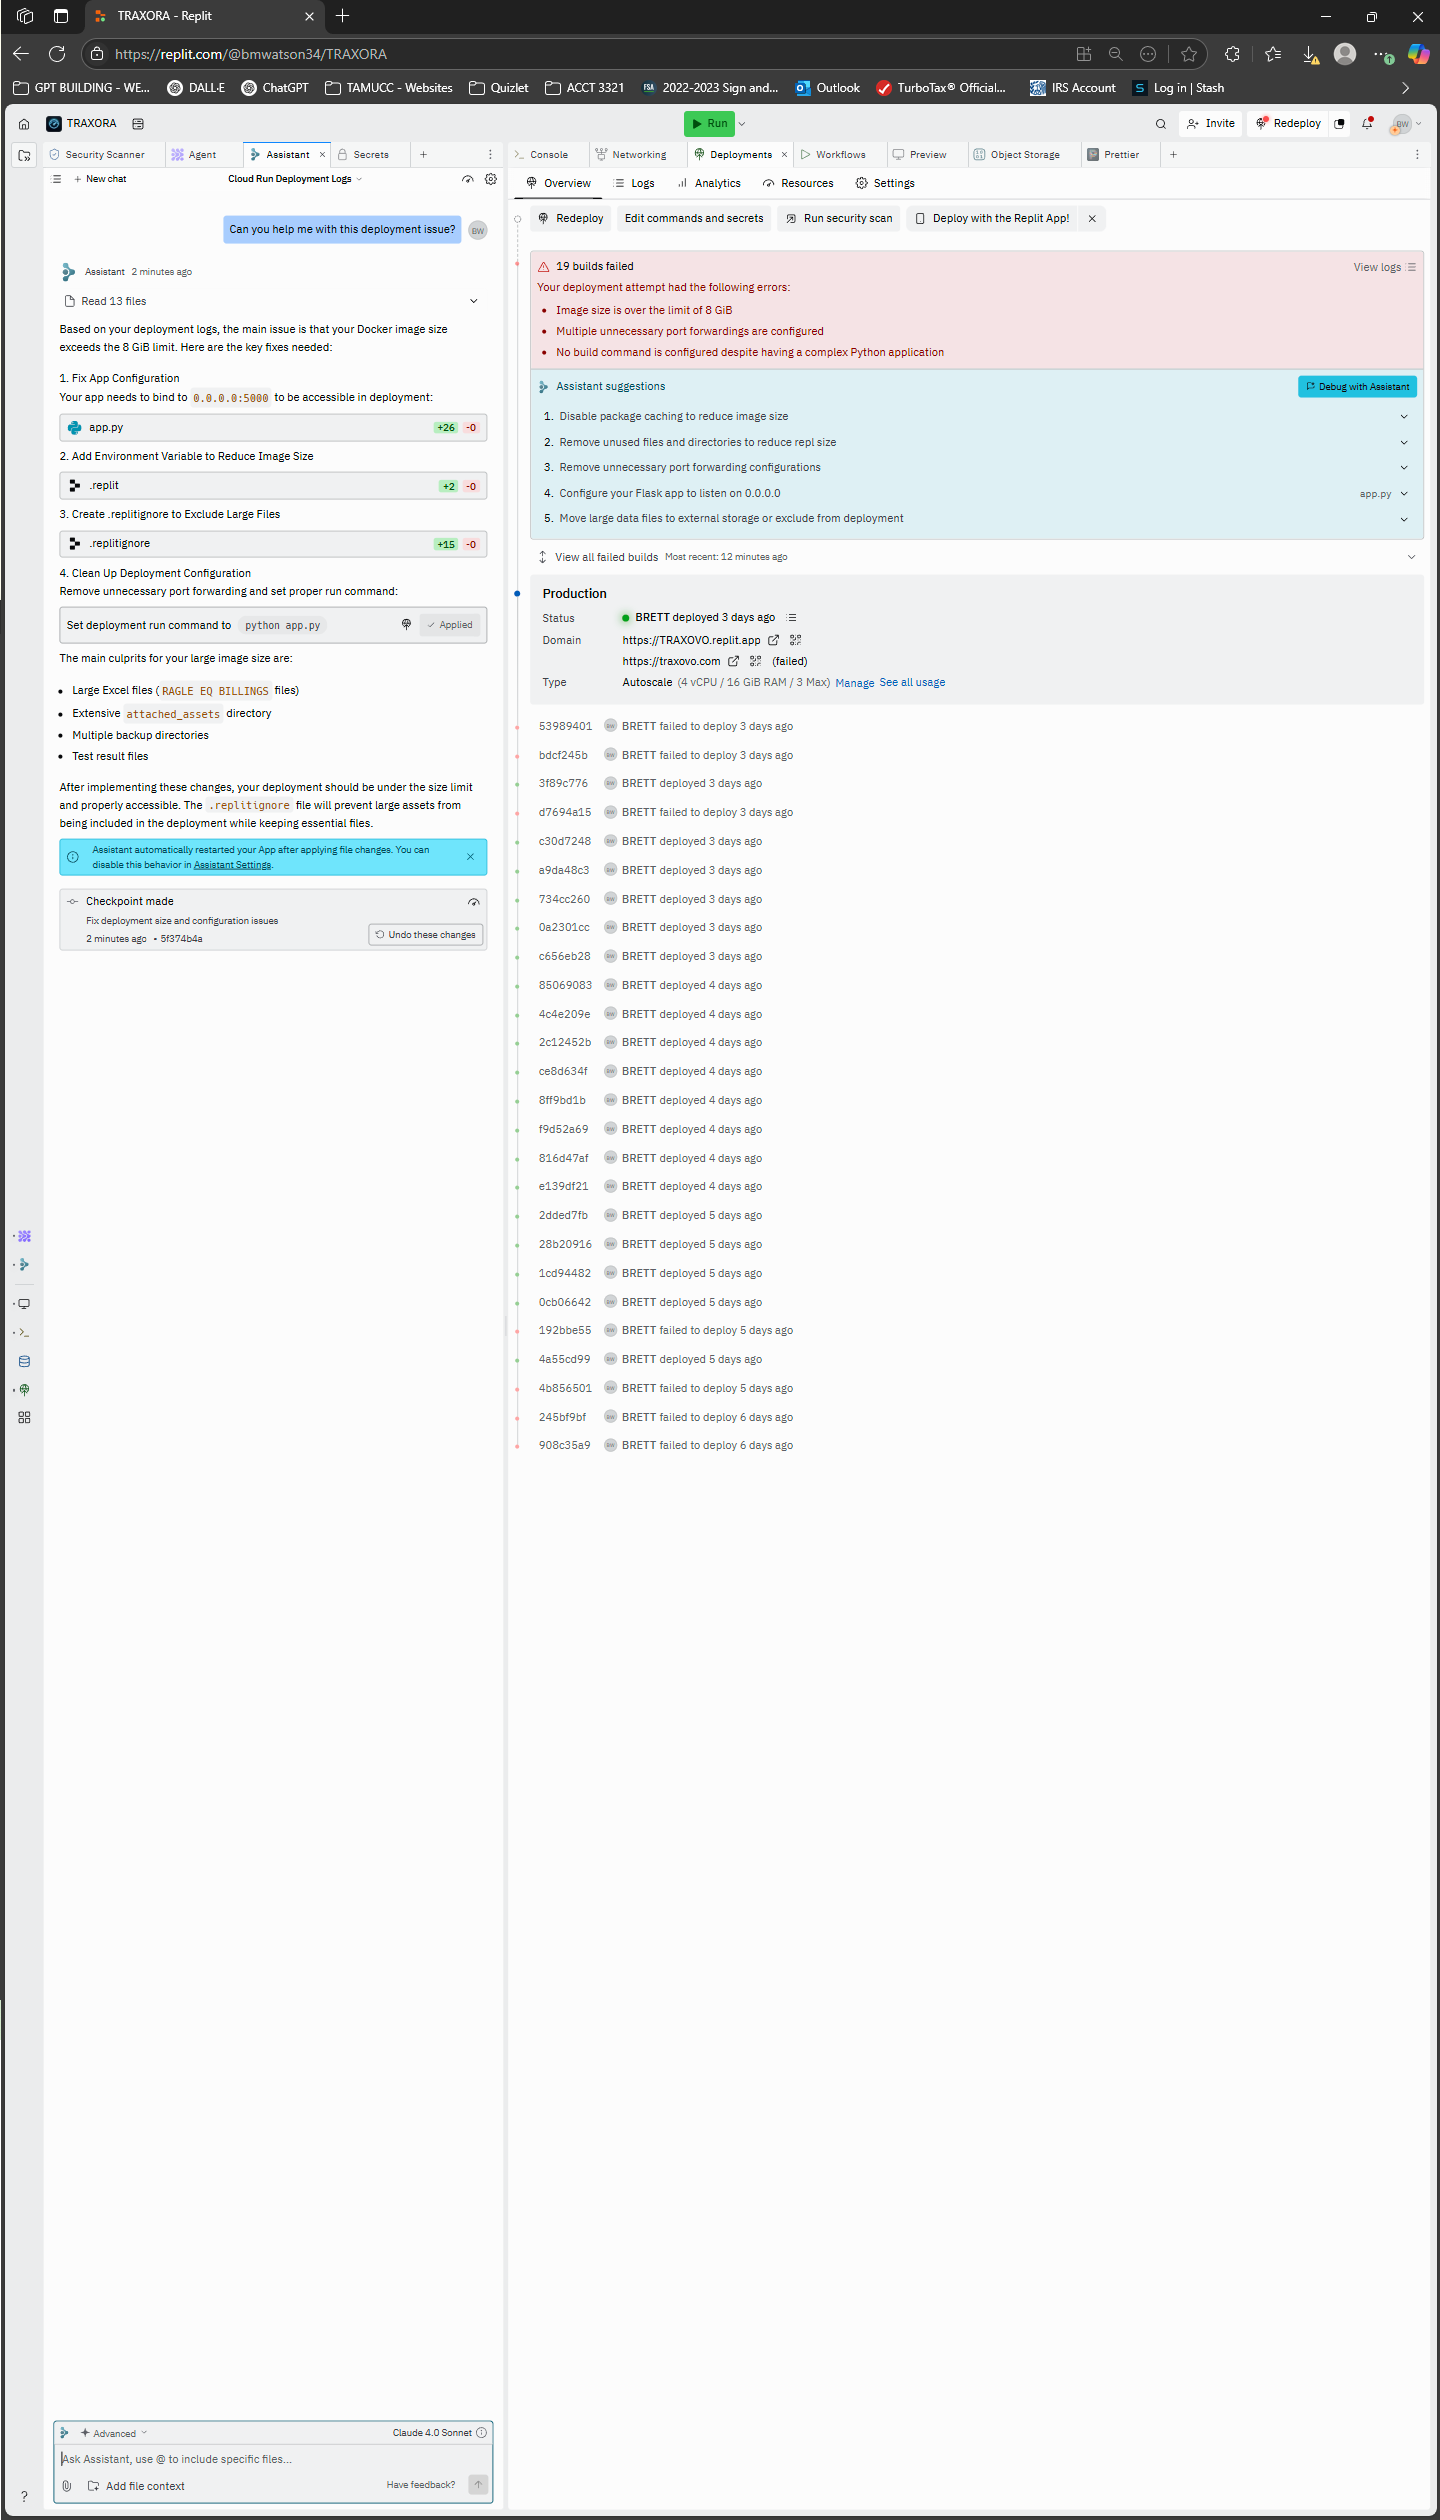 TRAXORA - Replit
https://replit.com/@bmwatson34/TRAXORA
GPT BUILDING - WE...
DALL·E
ChatGPT
TAMUCC - Websites
Quizlet
ACCT 3321
FSA 2022-2023 Sign and...
Outlook
TurboTax® Official...
IRS Account
S Log in | Stash
TRAXORA
Run
Invite
Redeploy
BW
Security Scanner
Agent
Assistant
Secrets
Console
Networking
Deployments
Workflows
Preview
Object Storage
Prettier
+ New chat
Cloud Run Deployment Logs
Can you help me with this deployment issue?
BW
Assistant 2 minutes ago
Read 13 files
Based on your deployment logs, the main issue is that your Docker image size
exceeds the 8 GiB limit. Here are the key fixes needed:
1. Fix App Configuration
Your app needs to bind to 0.0.0.0:5000 to be accessible in deployment:
app.py +26 -0
2. Add Environment Variable to Reduce Image Size
.replit +2 -0
3. Create .replitignore to Exclude Large Files
.replitignore +15 -0
4. Clean Up Deployment Configuration
Remove unnecessary port forwarding and set proper run command:
Set deployment run command to python app.py Applied
The main culprits for your large image size are:
• Large Excel files ( RAGLE EQ BILLINGS files)
• Extensive attached_assets directory
• Multiple backup directories
• Test result files
After implementing these changes, your deployment should be under the size limit
and properly accessible. The .replitignore file will prevent large assets from
being included in the deployment while keeping essential files.
Assistant automatically restarted your App after applying file changes. You can
disable this behavior in Assistant Settings.
Checkpoint made
Fix deployment size and configuration issues
2 minutes ago • 5f374b4a
Undo these changes
Advanced
Claude 4.0 Sonnet
Ask Assistant, use @ to include specific files...
Add file context
Have feedback?
Overview
Logs
Analytics
Resources
Settings
Redeploy
Edit commands and secrets
Run security scan
Deploy with the Replit App!
19 builds failed
View logs
Your deployment attempt had the following errors:
• Image size is over the limit of 8 GiB
• Multiple unnecessary port forwardings are configured
• No build command is configured despite having a complex Python application
Assistant suggestions
Debug with Assistant
1. Disable package caching to reduce image size
2. Remove unused files and directories to reduce repl size
3. Remove unnecessary port forwarding configurations
4. Configure your Flask app to listen on 0.0.0.0 app.py
5. Move large data files to external storage or exclude from deployment
View all failed builds Most recent: 12 minutes ago
Production
Status BRETT deployed 3 days ago
Domain https://TRAXOVO.replit.app
https://traxovo.com (failed)
Type Autoscale (4 vCPU / 16 GiB RAM / 3 Max) Manage See all usage
53989401 BW BRETT failed to deploy 3 days ago
bdcf245b BW BRETT failed to deploy 3 days ago
3f89c776 BW BRETT deployed 3 days ago
d7694a15 BW BRETT failed to deploy 3 days ago
c30d7248 BW BRETT deployed 3 days ago
a9da48c3 BW BRETT deployed 3 days ago
734cc260 BW BRETT deployed 3 days ago
0a2301cc BW BRETT deployed 3 days ago
c656eb28 BW BRETT deployed 3 days ago
85069083 BW BRETT deployed 4 days ago
4c4e209e BW BRETT deployed 4 days ago
2c12452b BW BRETT deployed 4 days ago
ce8d634f BW BRETT deployed 4 days ago
8ff9bd1b BW BRETT deployed 4 days ago
f9d52a69 BW BRETT deployed 4 days ago
816d47af BW BRETT deployed 4 days ago
e139df21 BW BRETT deployed 4 days ago
2dded7fb BW BRETT deployed 5 days ago
28b20916 BW BRETT deployed 5 days ago
1cd94482 BW BRETT deployed 5 days ago
0cb06642 BW BRETT deployed 5 days ago
192bbe55 BW BRETT failed to deploy 5 days ago
4a55cd99 BW BRETT deployed 5 days ago
4b856501 BW BRETT failed to deploy 5 days ago
245bf9bf BW BRETT failed to deploy 6 days ago
908c35a9 BW BRETT failed to deploy 6 days ago